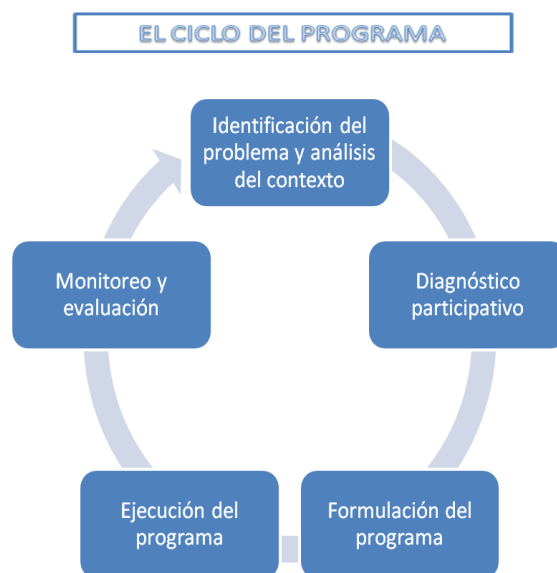 EL CICLO DEL PROGRAMA
Identificación del
problema y análisis
del contexto
Diagnóstico
participativo
Formulación del
programa
Ejecución del
programa
Monitoreo y
evaluación